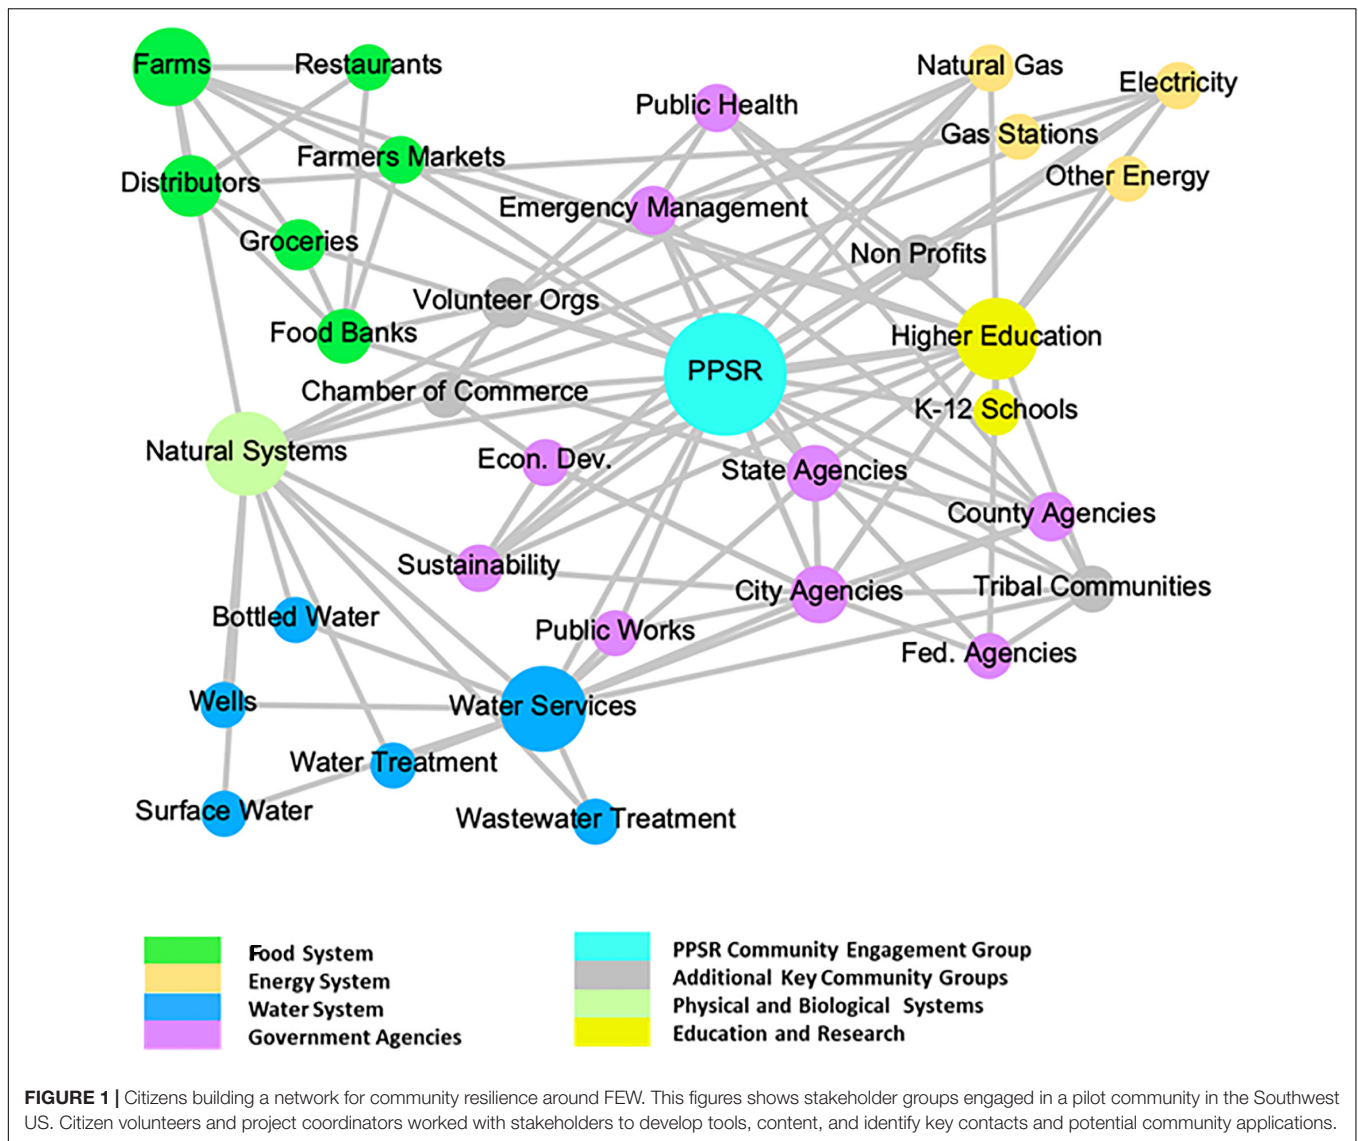 Farms
Restaurants
Natural Gas
Electricity
Public Health
Gas Stations
Farmers Markets
Other Energy
Distributors
Emergency Management
Groceries
Non Profits
Volunteer Orgs
Food Banks
Higher Education
PPSR
Chamber of Commerce
K-12 Schools
Natural Systems
Econ. Dev.
State Agencies
County Agencies
Sustainability
City Agencies
Tribal Communities
Bottled Water
Public Works
Fed. Agencies
Wells
Water Services
Water Treatment
Surface Water
Wastewater Treatment
Food System
Energy System
Water System
Government Agencies
PPSR Community Engagement Group
Additional Key Community Groups
Physical and Biological Systems
Education and Research
FIGURE 1 | Citizens building a network for community resilience around FEW. This figures shows stakeholder groups engaged in a pilot community in the Southwest
US. Citizen volunteers and project coordinators worked with stakeholders to develop tools, content, and identify key contacts and potential community applications.